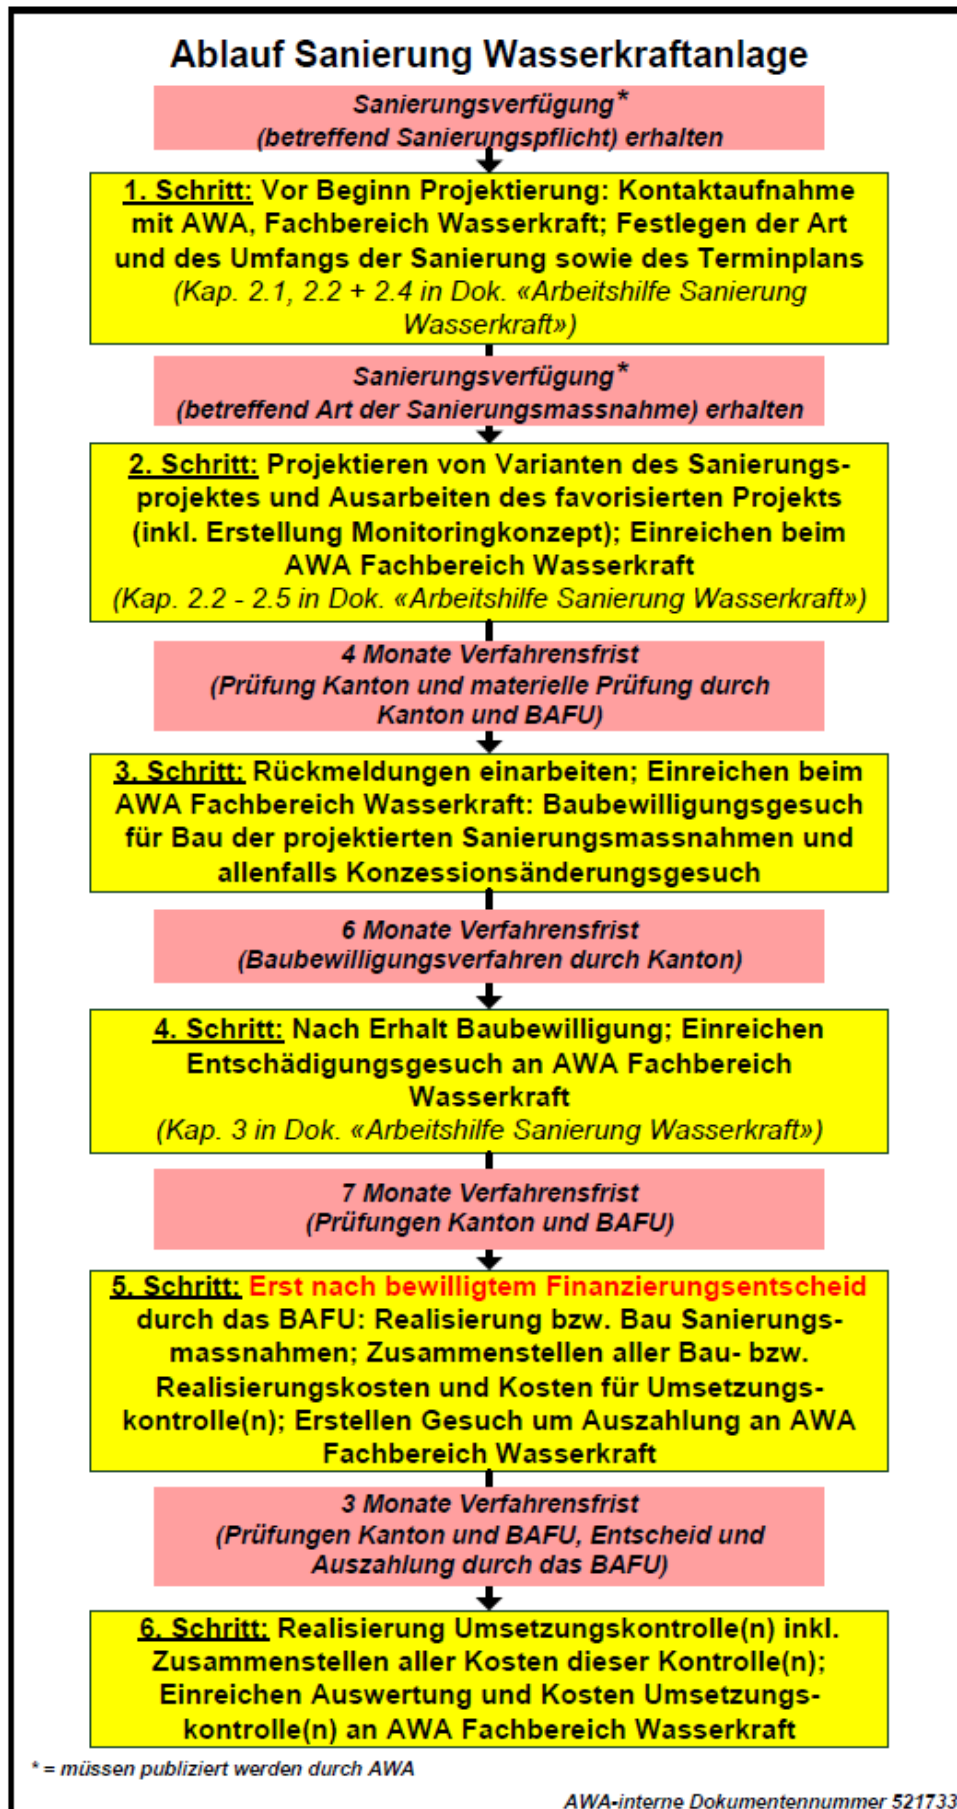 Ablauf Sanierung Wasserkraftanlage
Sanierungsverfügung*
(betreffend Sanierungspflicht) erhalten
1. Schritt: Vor Beginn Projektierung: Kontaktaufnahme
mit AWA, Fachbereich Wasserkraft; Festlegen der Art
und des Umfangs der Sanierung sowie des Terminplans
(Kap. 2.1, 2.2 + 2.4 in Dok. «Arbeitshilfe Sanierung
Wasserkraft»)
Sanierungsverfügung*
(betreffend Art der Sanierungsmassnahme) erhalten
2. Schritt: Projektieren von Varianten des Sanierungs-
projektes und Ausarbeiten des favorisierten Projekts
(inkl. Erstellung Monitoringkonzept); Einreichen beim
AWA Fachbereich Wasserkraft
(Kap. 2.2 - 2.5 in Dok. «Arbeitshilfe Sanierung Wasserkraft»)
4 Monate Verfahrensfrist
(Prüfung Kanton und materielle Prüfung durch
Kanton und BAFU)
3. Schritt: Rückmeldungen einarbeiten; Einreichen beim
AWA Fachbereich Wasserkraft: Baubewilligungsgesuch
für Bau der projektierten Sanierungsmassnahmen und
allenfalls Konzessionsänderungsgesuch
6 Monate Verfahrensfrist
(Baubewilligungsverfahren durch Kanton)
4. Schritt: Nach Erhalt Baubewilligung; Einreichen
Entschädigungsgesuch an AWA Fachbereich
Wasserkraft
(Kap. 3 in Dok. «Arbeitshilfe Sanierung Wasserkraft»)
7 Monate Verfahrensfrist
(Prüfungen Kanton und BAFU)
5. Schritt: Erst nach bewilligtem Finanzierungsentscheid
durch das BAFU: Realisierung bzw. Bau Sanierungs-
massnahmen; Zusammenstellen aller Bau- bzw.
Realisierungskosten und Kosten für Umsetzungs-
kontrolle(n); Erstellen Gesuch um Auszahlung an AWA
Fachbereich Wasserkraft
3 Monate Verfahrensfrist
(Prüfungen Kanton und BAFU, Entscheid und
Auszahlung durch das BAFU)
6. Schritt: Realisierung Umsetzungskontrolle(n) inkl.
Zusammenstellen aller Kosten dieser Kontrolle(n);
Einreichen Auswertung und Kosten Umsetzungs-
kontrolle(n) an AWA Fachbereich Wasserkraft
* = müssen publiziert werden durch AWA
AWA-interne Dokumentennummer 521733